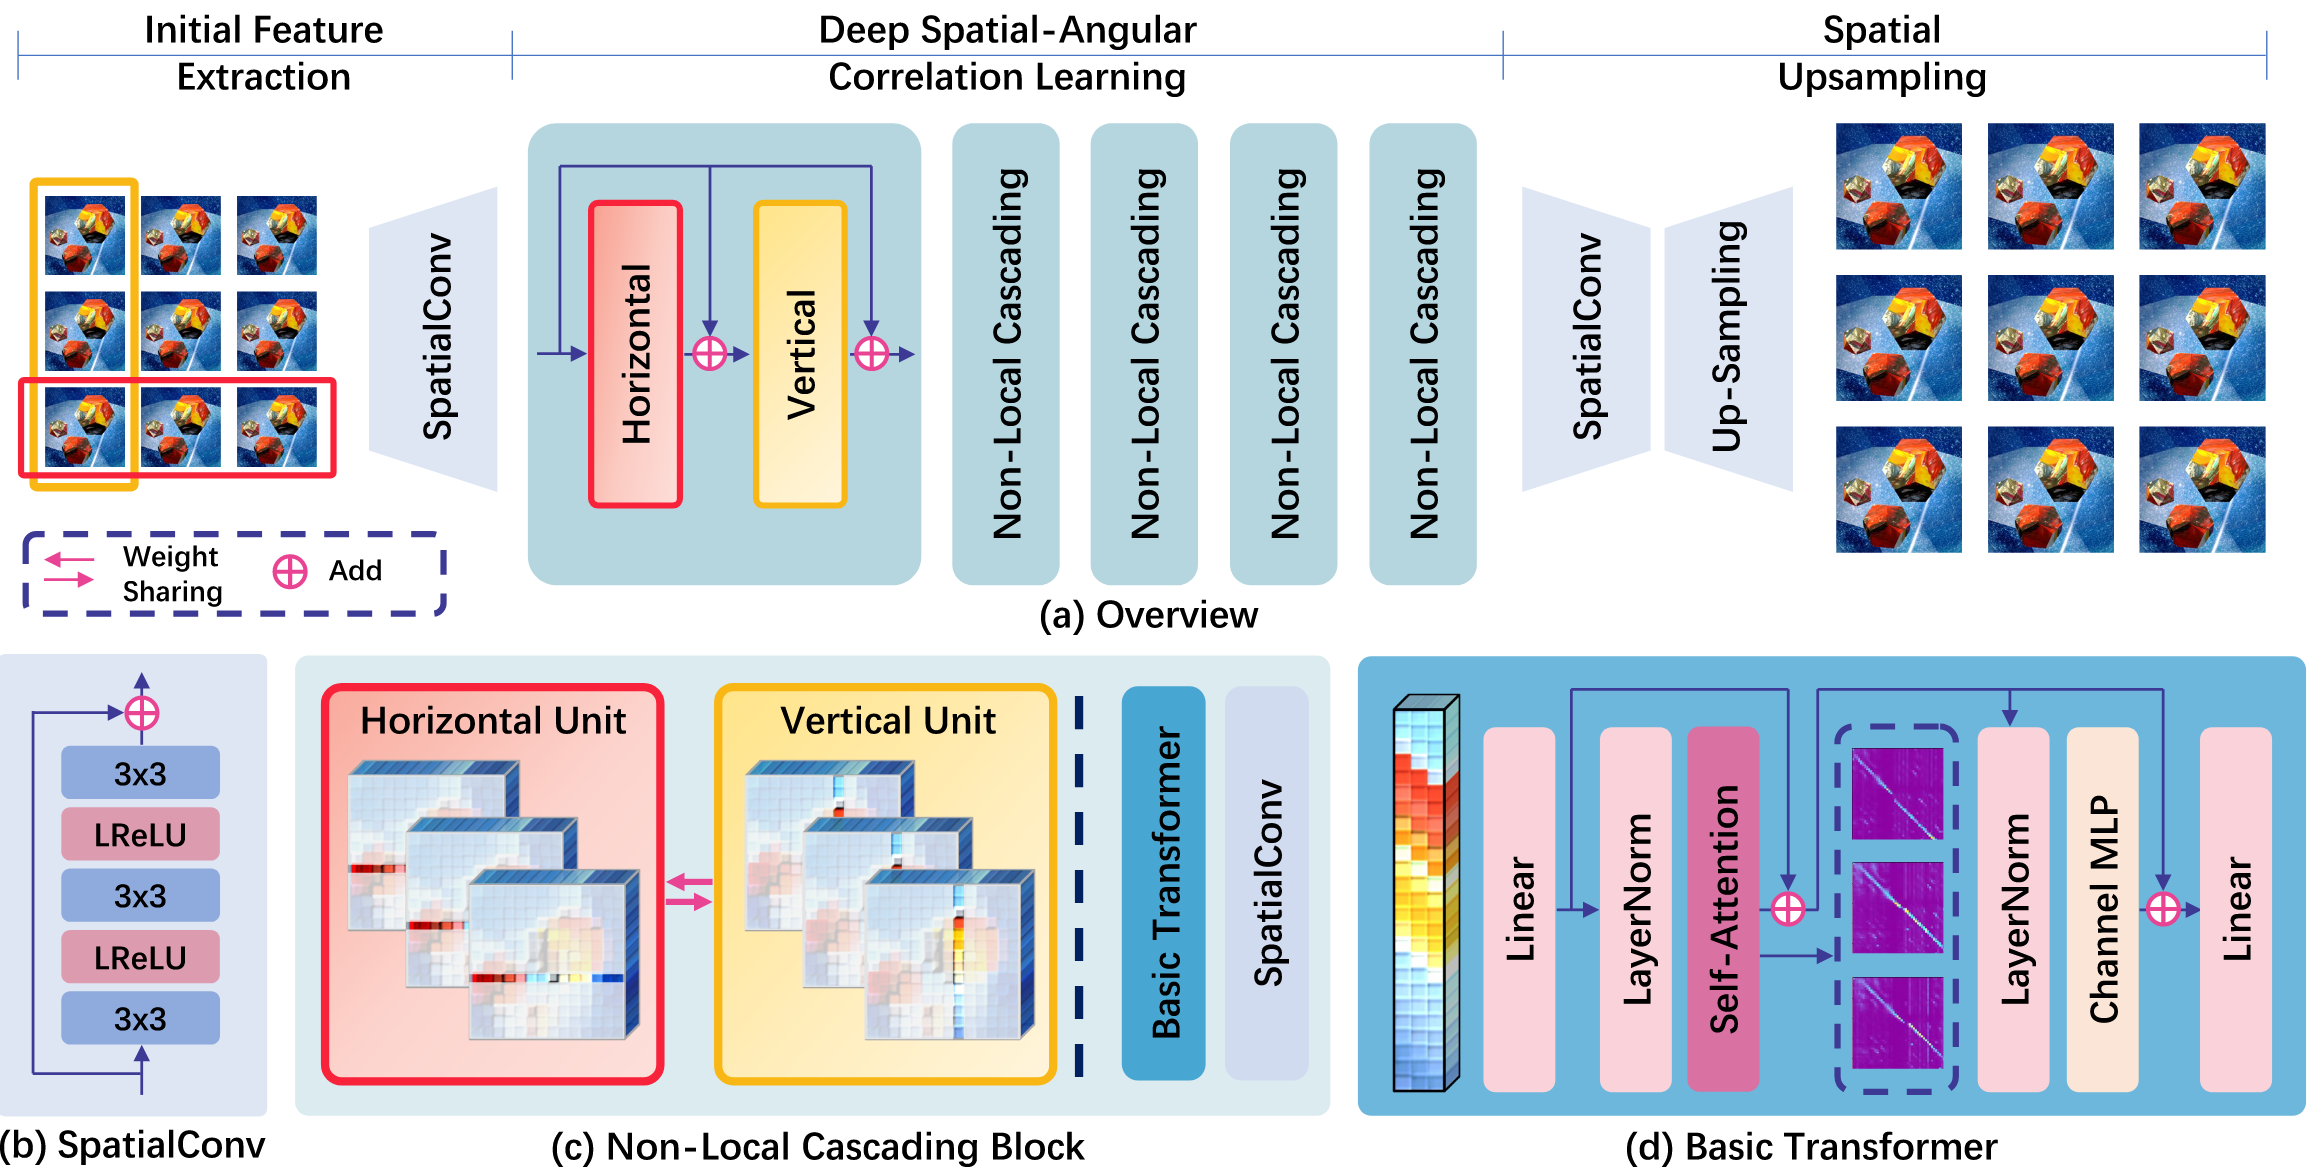 Initial Feature
Extraction
Deep Spatial-Angular
Correlation Learning
Spatial
Upsampling
SpatialConv
Horizontal
Vertical
Non-Local Cascading
Non-Local Cascading
Non-Local Cascading
Non-Local Cascading
SpatialConv
Up-Sampling
Weight
Sharing
Add
(a) Overview
3x3
LReLU
3x3
LReLU
3x3
(b) SpatialConv
Horizontal Unit
Vertical Unit
Basic Transformer
SpatialConv
(c) Non-Local Cascading Block
Linear
LayerNorm
Self-Attention
LayerNorm
Channel MLP
Linear
(d) Basic Transformer